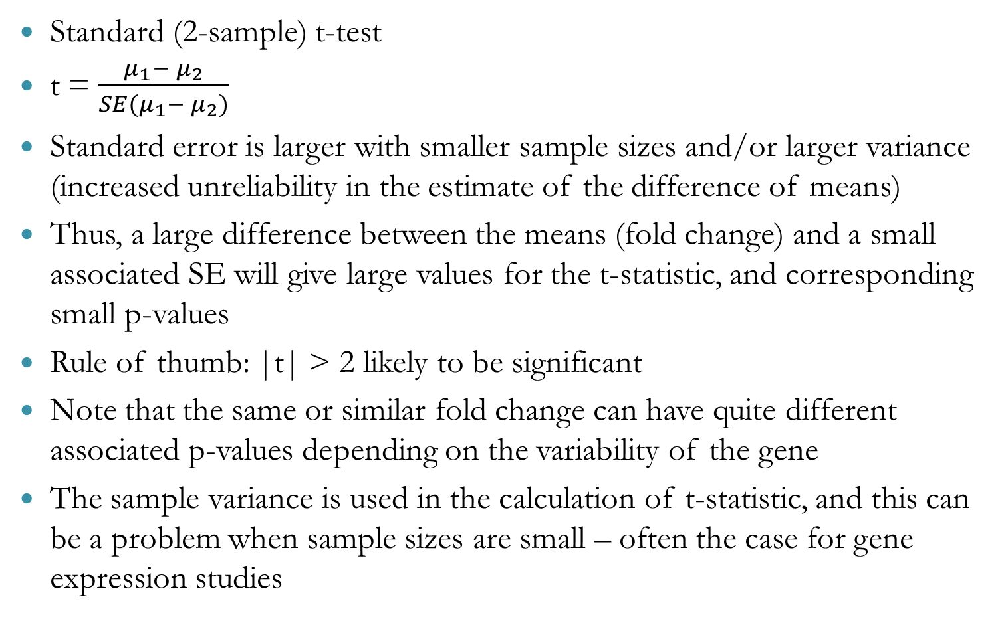 • Standard (2-sample) t-test
• t = μ₁− μ₂ / SE(μ₁− μ₂)
• Standard error is larger with smaller sample sizes and/or larger variance
(increased unreliability in the estimate of the difference of means)
• Thus, a large difference between the means (fold change) and a small
associated SE will give large values for the t-statistic, and corresponding
small p-values
• Rule of thumb: |t| > 2 likely to be significant
• Note that the same or similar fold change can have quite different
associated p-values depending on the variability of the gene
• The sample variance is used in the calculation of t-statistic, and this can
be a problem when sample sizes are small – often the case for gene
expression studies